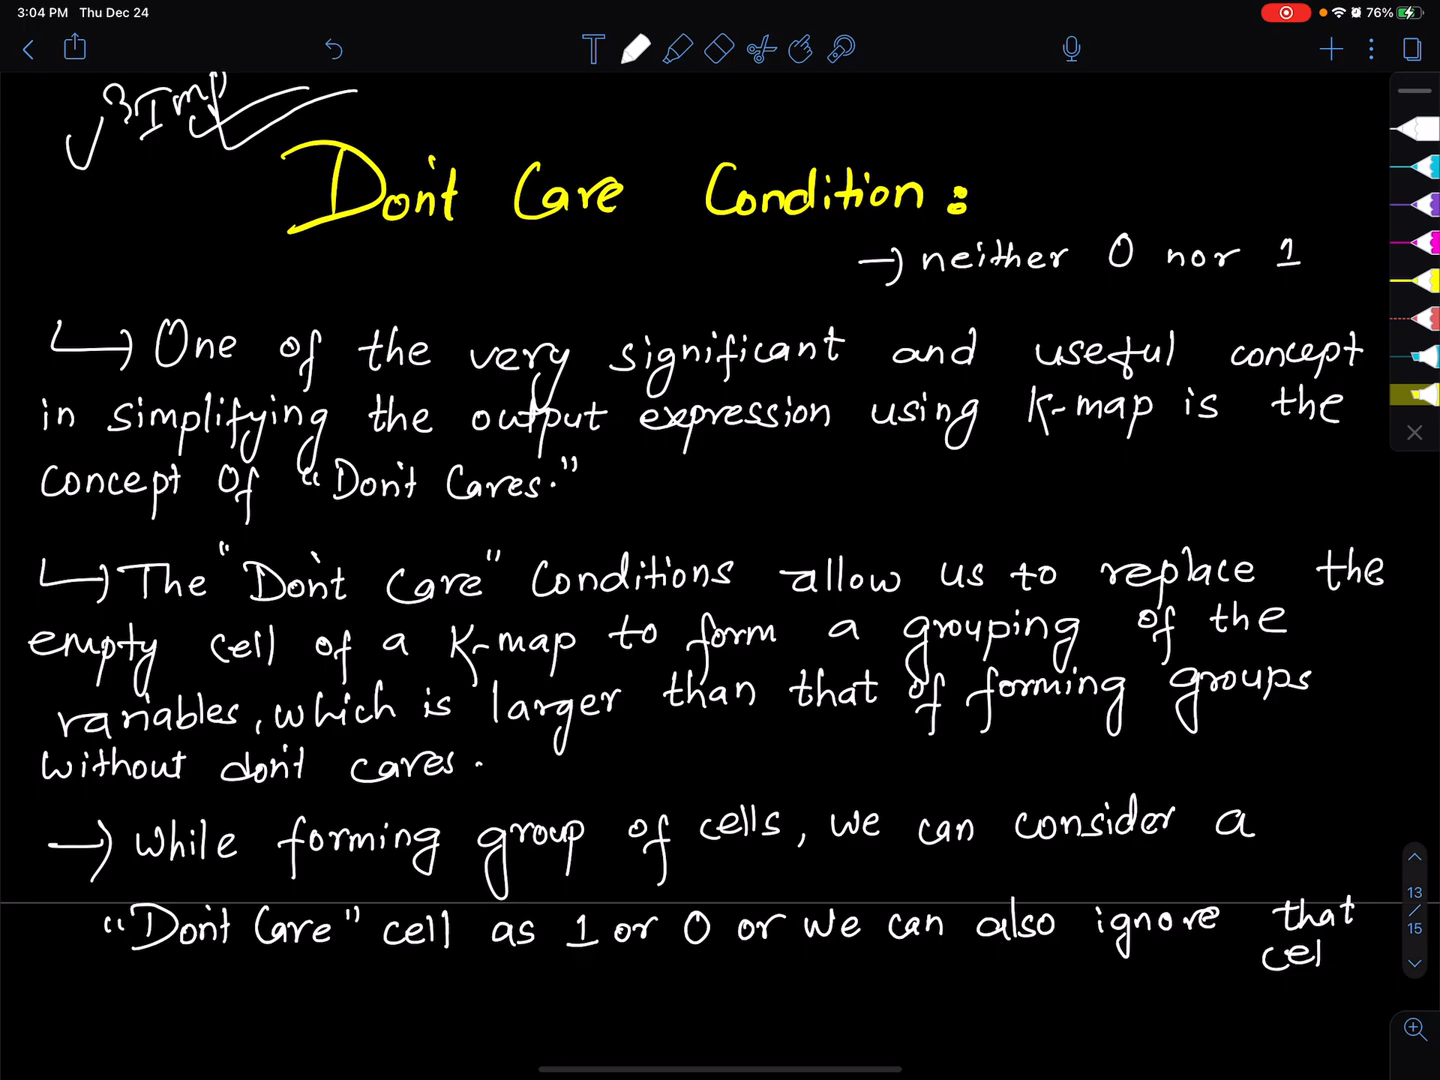 3:04 PM Thu Dec 24
76%
Imp
Don't Care Condition:
→ neither 0 nor 1
↳ One of the very significant and useful concept
in simplifying the output expression using K-map is the
concept of "Don't Cares."
↳ The "Don't Care" Conditions allow us to replace the
empty cell of a K-map to form a grouping of the
variables, which is larger than that of forming groups
without don't cares.
→ While forming group of cells, we can consider a
"Don't Care" cell as 1 or 0 or we can also ignore that
cel
13
/
15